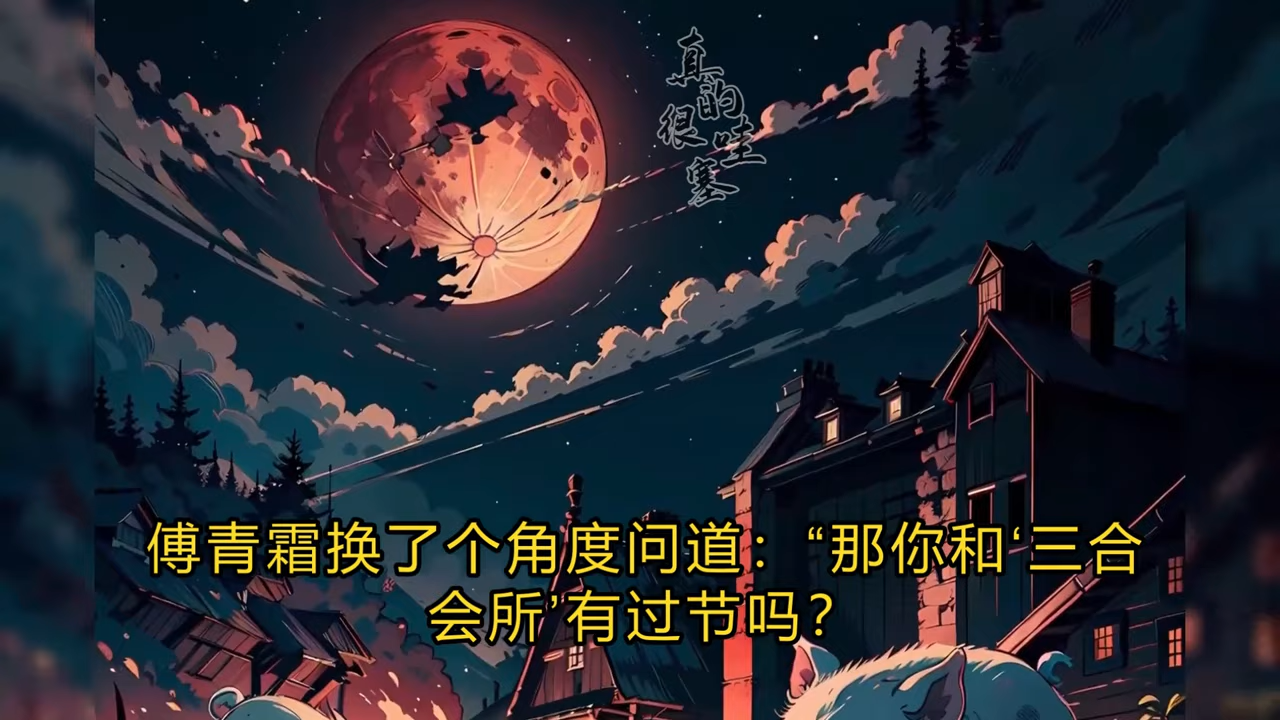 真的
很哇
塞
傅青霜换了个角度问道：“那你和‘三合
会所’有过节吗？